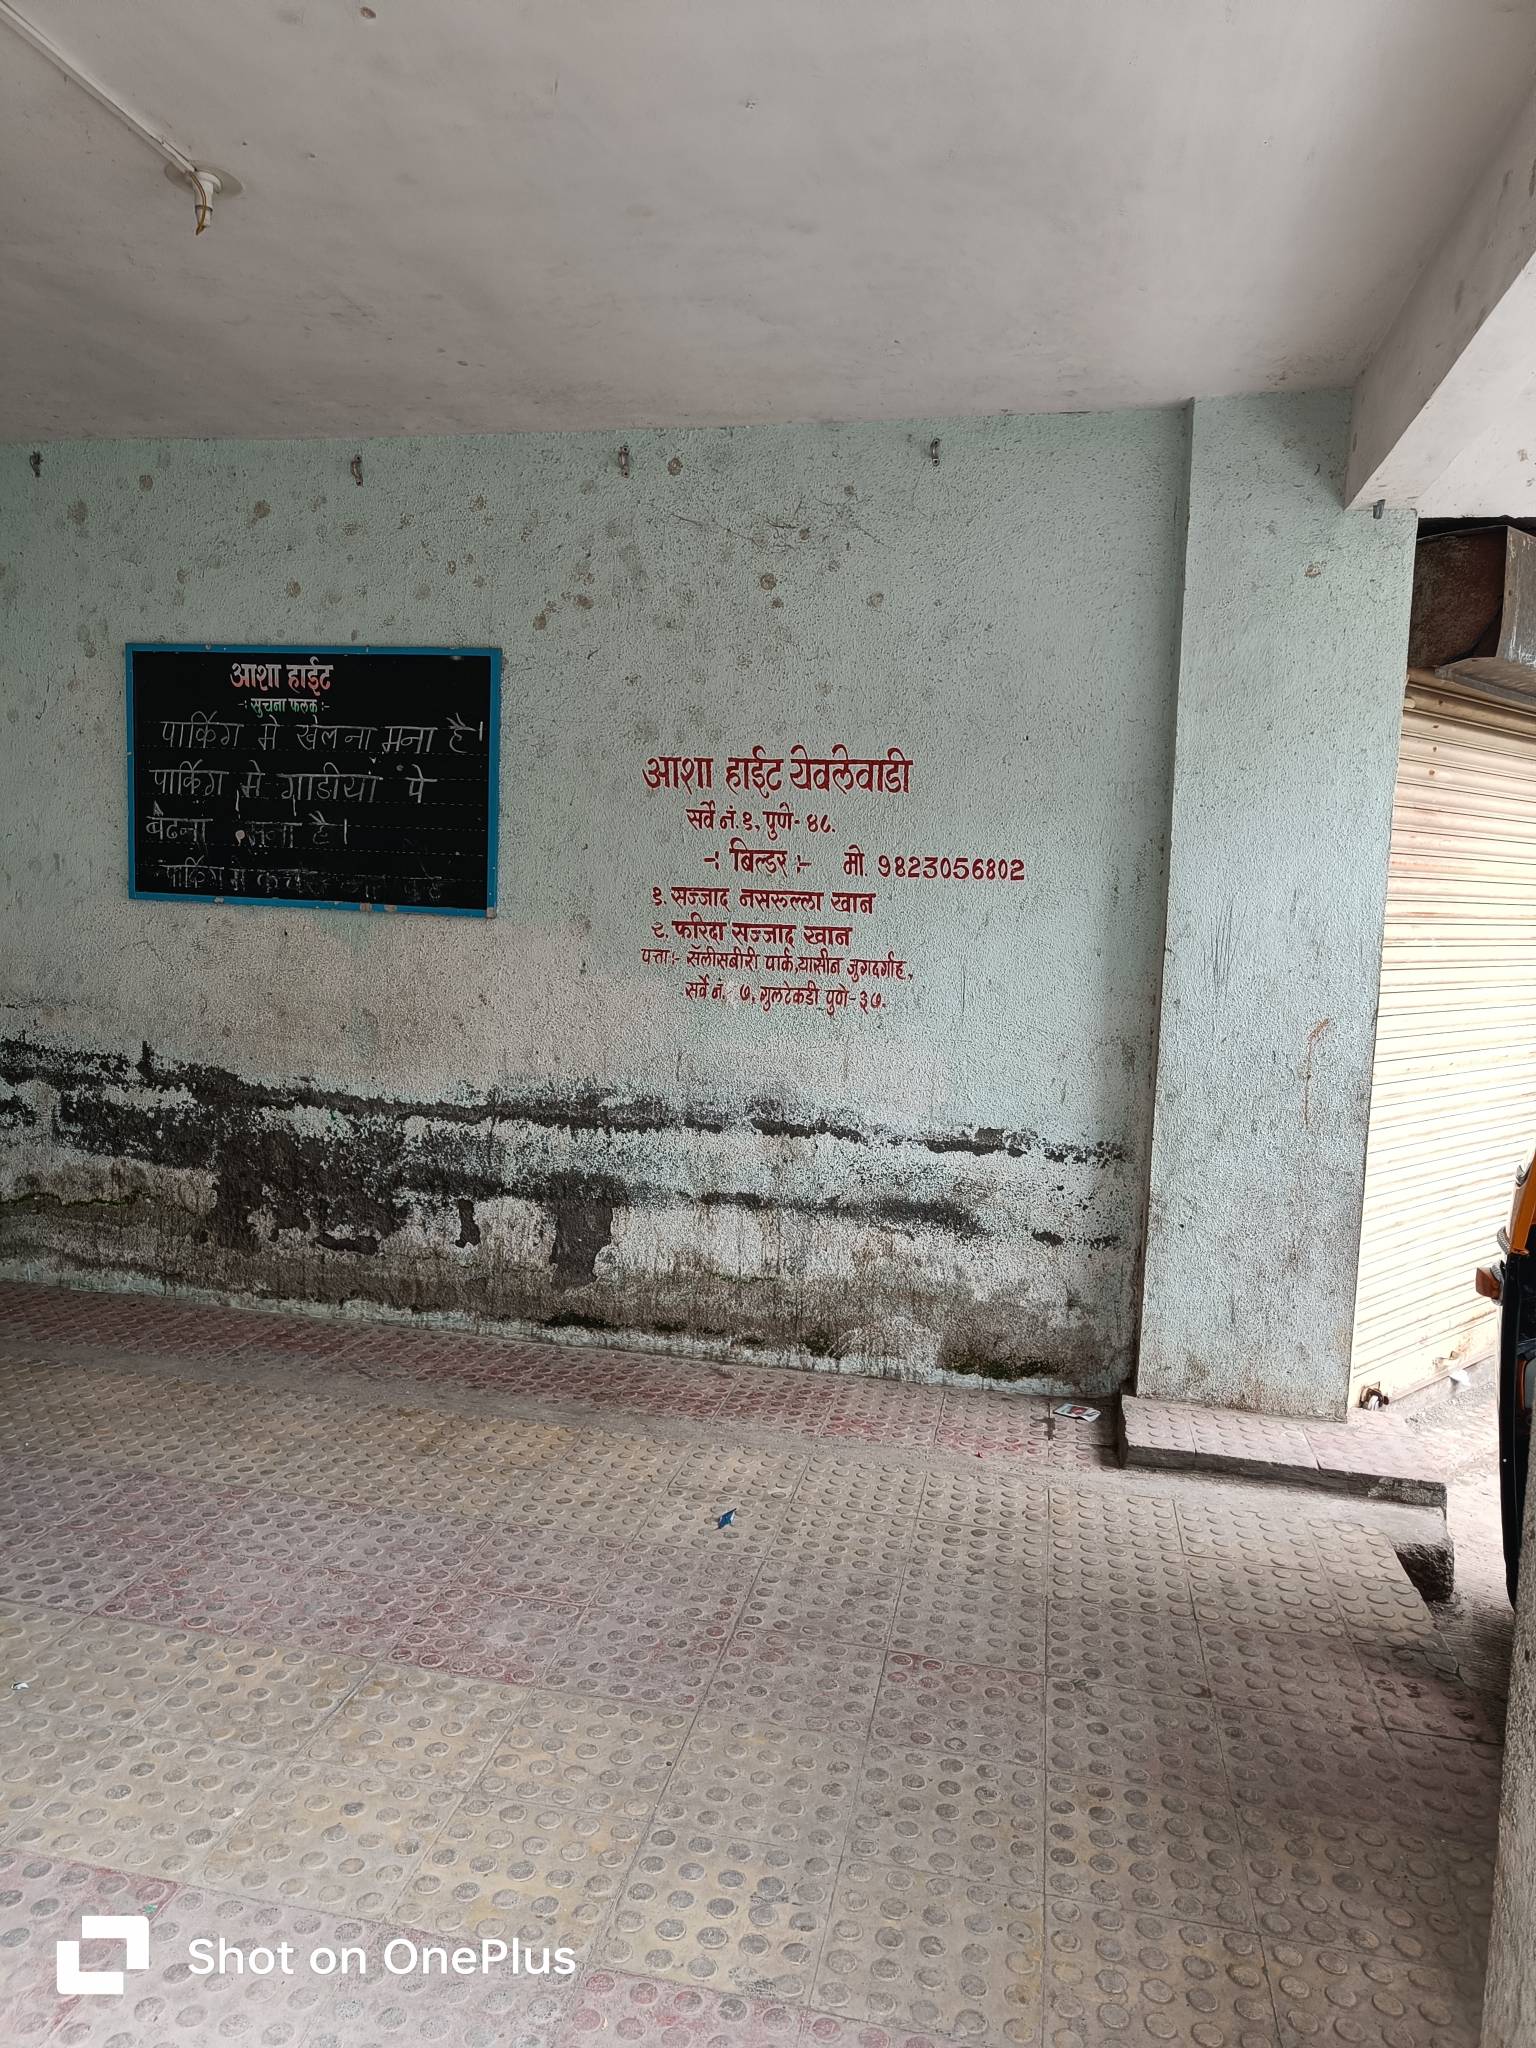 आशा हाईट
-: सुचना फलक :-
पार्किंग मे खेलना मना है।
पार्किंग मे गाडीयां पे
बैठना मना है।
पार्किंग मे
आशा हाईट येवलेवाडी
सर्वे नं. १, पुणे- ४८.
-: बिल्डर :- मो. 9823056802
१. सज्जाद नसरूल्ला खान
२. फरिदा सज्जाद खान
पत्ता:- सॅलीसबीरी पार्क, यासीन जुगदर्गाह,
सर्वे नं. ७, गुलटेकडी पुणे-३७.
Shot on OnePlus